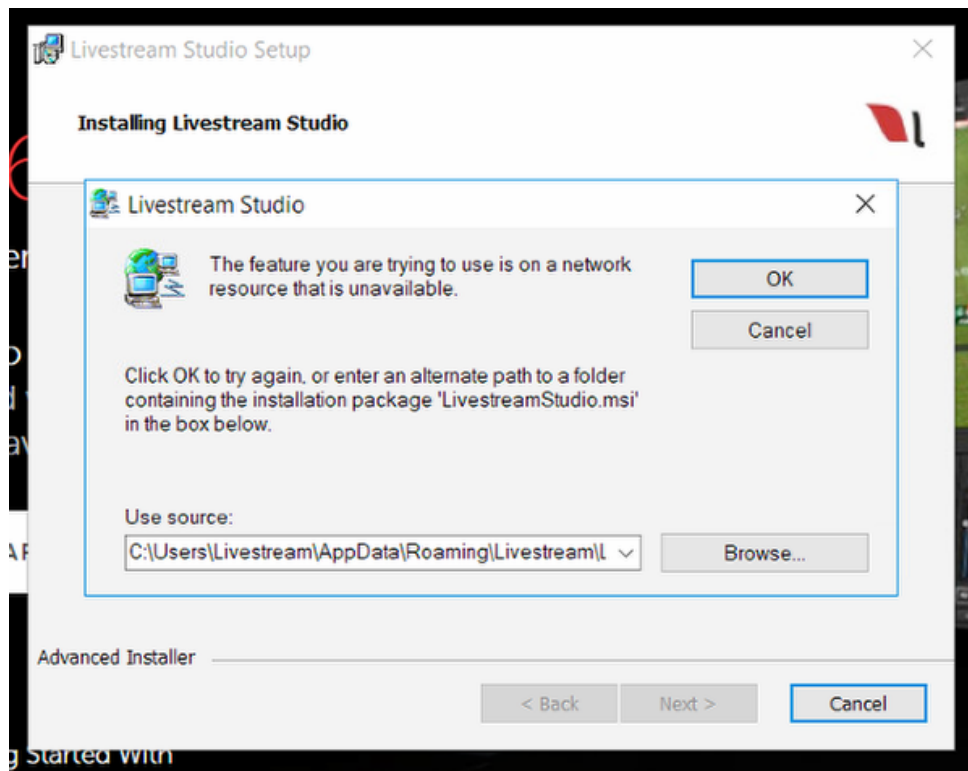 Livestream Studio Setup
Installing Livestream Studio
Livestream Studio
The feature you are trying to use is on a network
resource that is unavailable.
OK
Cancel
Click OK to try again, or enter an alternate path to a folder
containing the installation package 'LivestreamStudio.msi'
in the box below.
Use source:
C:\Users\Livestream\AppData\Roaming\Livestream\L
Browse...
Advanced Installer
< Back
Next >
Cancel
Started With